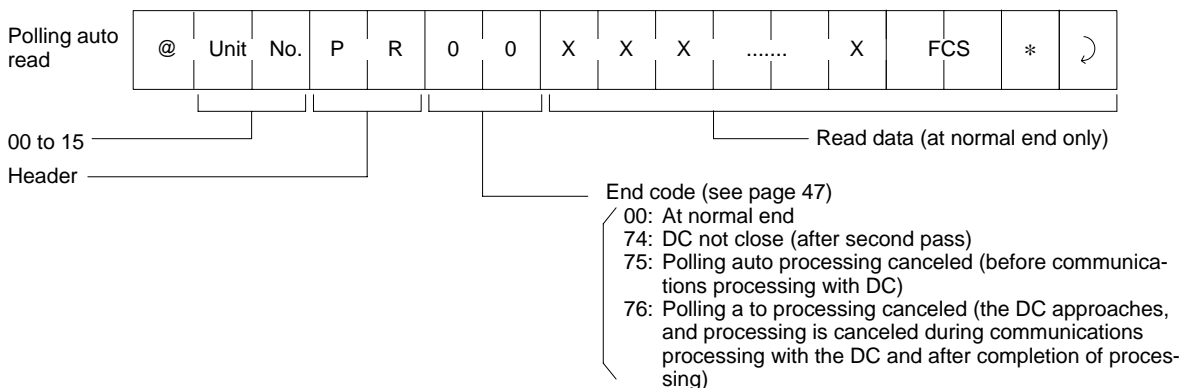 Polling auto
read
@ Unit No. P R 0 0 X X X ....... X FCS *
00 to 15
Read data (at normal end only)
Header
End code (see page 47)
00: At normal end
74: DC not close (after second pass)
75: Polling auto processing canceled (before communica-
tions processing with DC)
76: Polling a to processing canceled (the DC approaches,
and processing is canceled during communications
processing with the DC and after completion of proces-
sing)